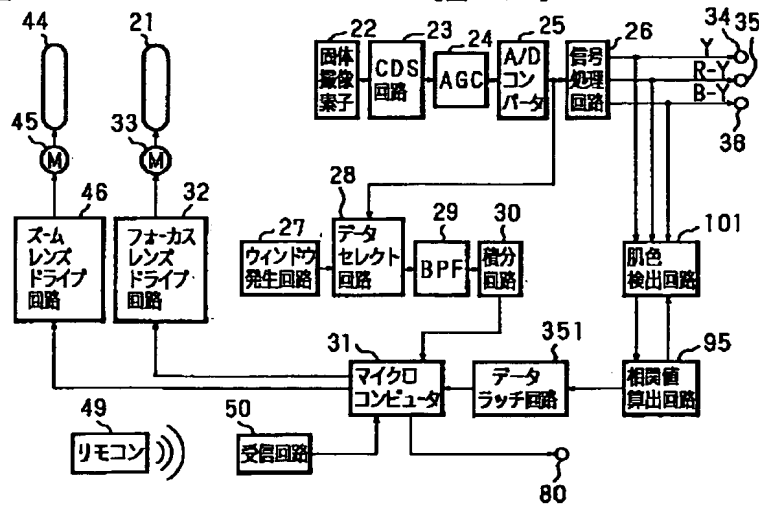 44
21
22
固体
撮像
素子
23
CDS
回路
24
AGC
25
A/D
コン
バータ
26
信号
処理
回路
Y
34
35
R-Y
B-Y
36
45
M
33
M
46
ズーム
レンズ
ドライブ
回路
32
フォーカス
レンズ
ドライブ
回路
27
ウィンドウ
発生回路
28
データ
セレクト
回路
29
BPF
30
積分
回路
101
肌色
検出回路
31
マイクロ
コンピュータ
351
データ
ラッチ回路
95
相関値
算出回路
49
リモコン
50
受信回路
80